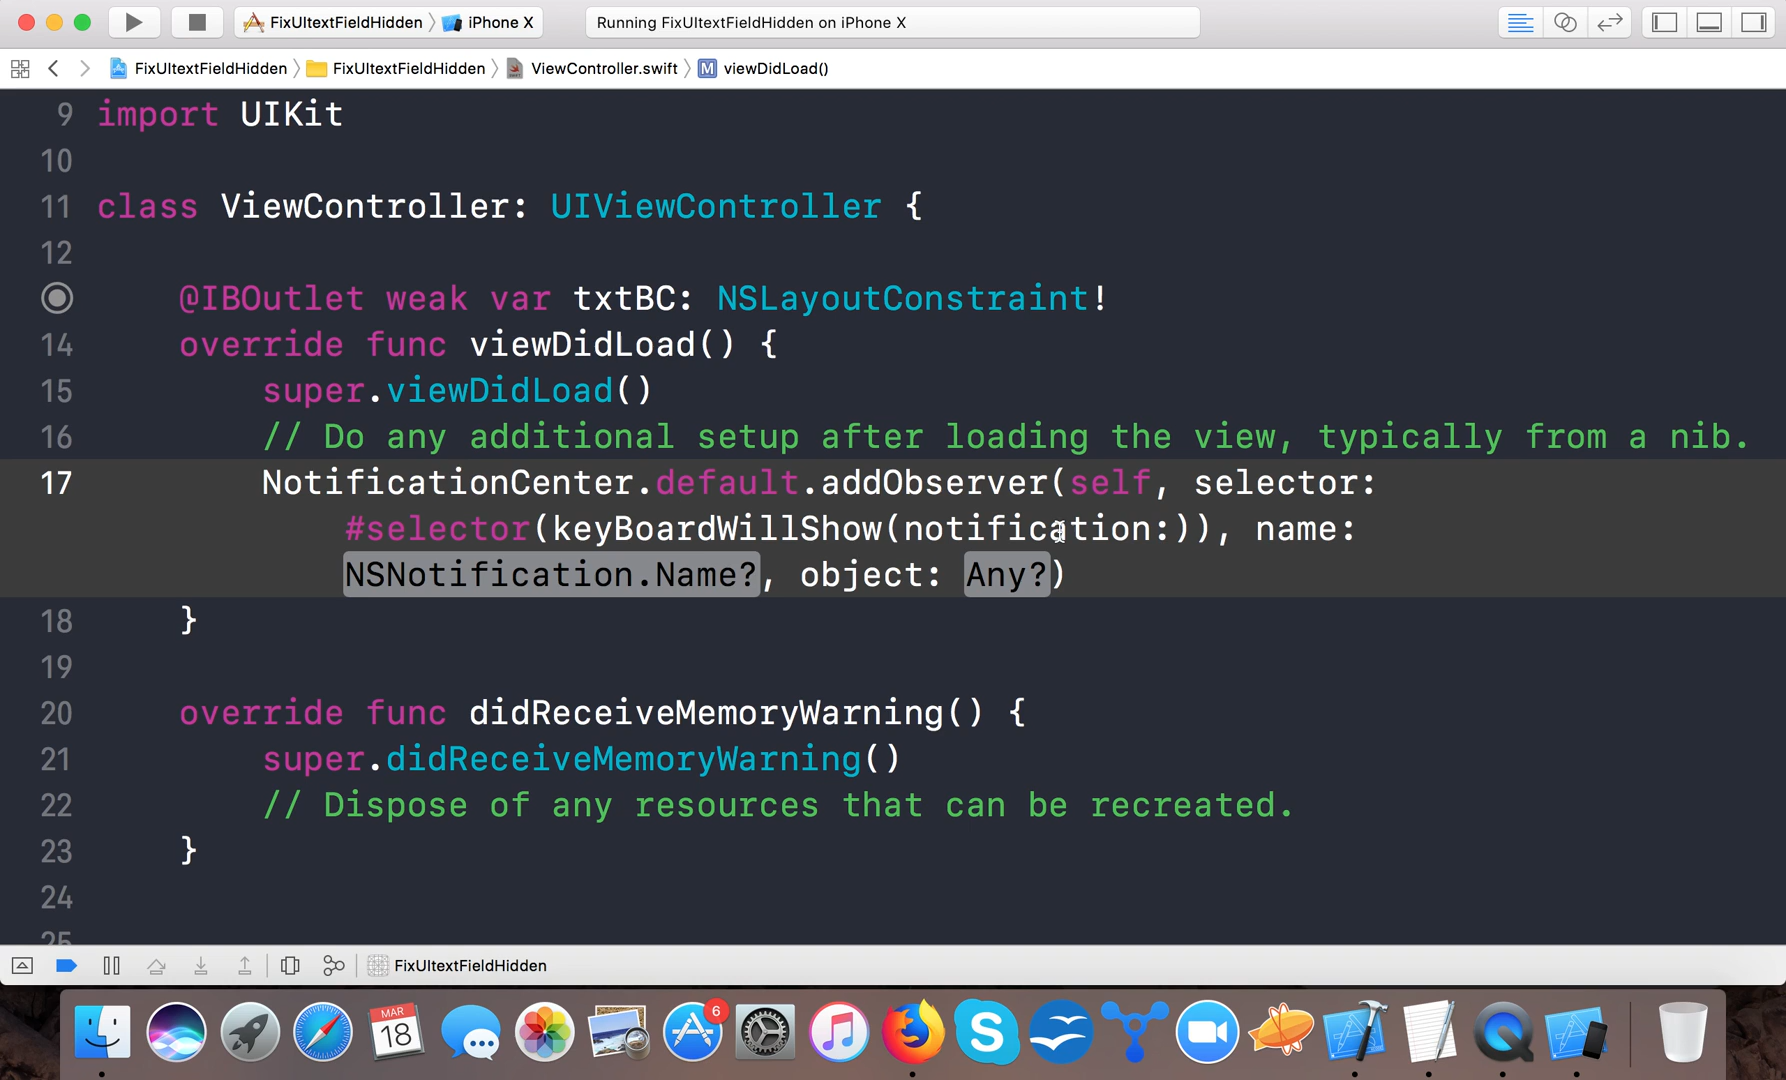 FixUItextFieldHidden
iPhone X
Running FixUItextFieldHidden on iPhone X
FixUItextFieldHidden
FixUItextFieldHidden
ViewController.swift
M
viewDidLoad()
9 import UIKit
10
11 class ViewController: UIViewController {
12
@IBOutlet weak var txtBC: NSLayoutConstraint!
14 override func viewDidLoad() {
15 super.viewDidLoad()
16 // Do any additional setup after loading the view, typically from a nib.
17 NotificationCenter.default.addObserver(self, selector:
#selector(keyBoardWillShow(notification:)), name:
NSNotification.Name?, object: Any?)
18 }
19
20 override func didReceiveMemoryWarning() {
21 super.didReceiveMemoryWarning()
22 // Dispose of any resources that can be recreated.
23 }
24
25
FixUItextFieldHidden
MAR
18
6
S